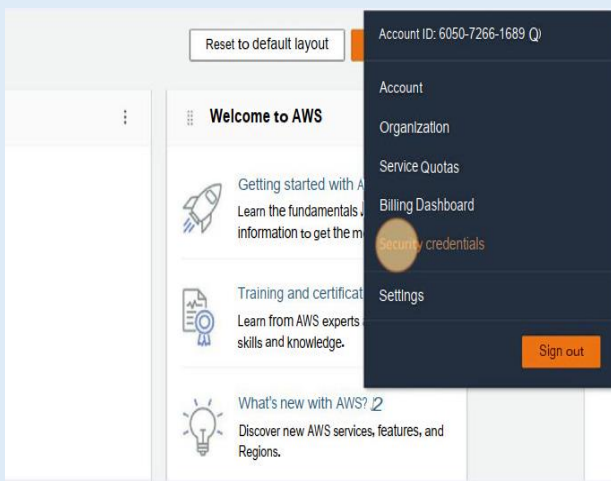 Reset to default layout
Account ID: 6050-7266-1689
Account
Organization
Service Quotas
Billing Dashboard
Security credentials
Settings
Sign out
Welcome to AWS
Getting started with A
Learn the fundamentals
information to get the m
Training and certificat
Learn from AWS experts
skills and knowledge.
What's new with AWS?
Discover new AWS services, features, and
Regions.